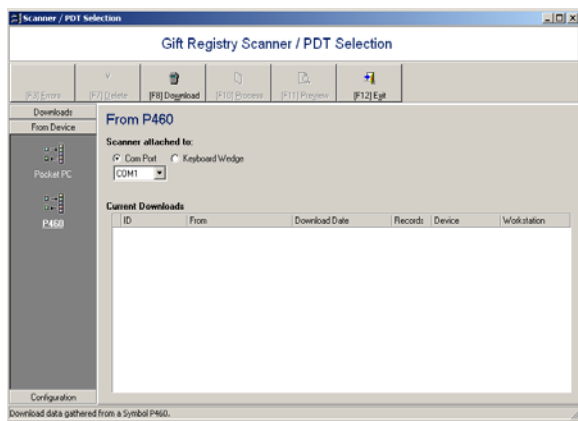 Scanner / PDT Selection
Gift Registry Scanner / PDT Selection
[F3] Errors [F7] Delete [F8] Download [F10] Process [F11] Preview [F12] Exit
Downloads
From Device
Pocket PC
P460
Configuration
From P460
Scanner attached to:
Com Port Keyboard Wedge
COM1
Current Downloads
ID From Download Date Records Device Workstation
Download data gathered from a Symbol P460.